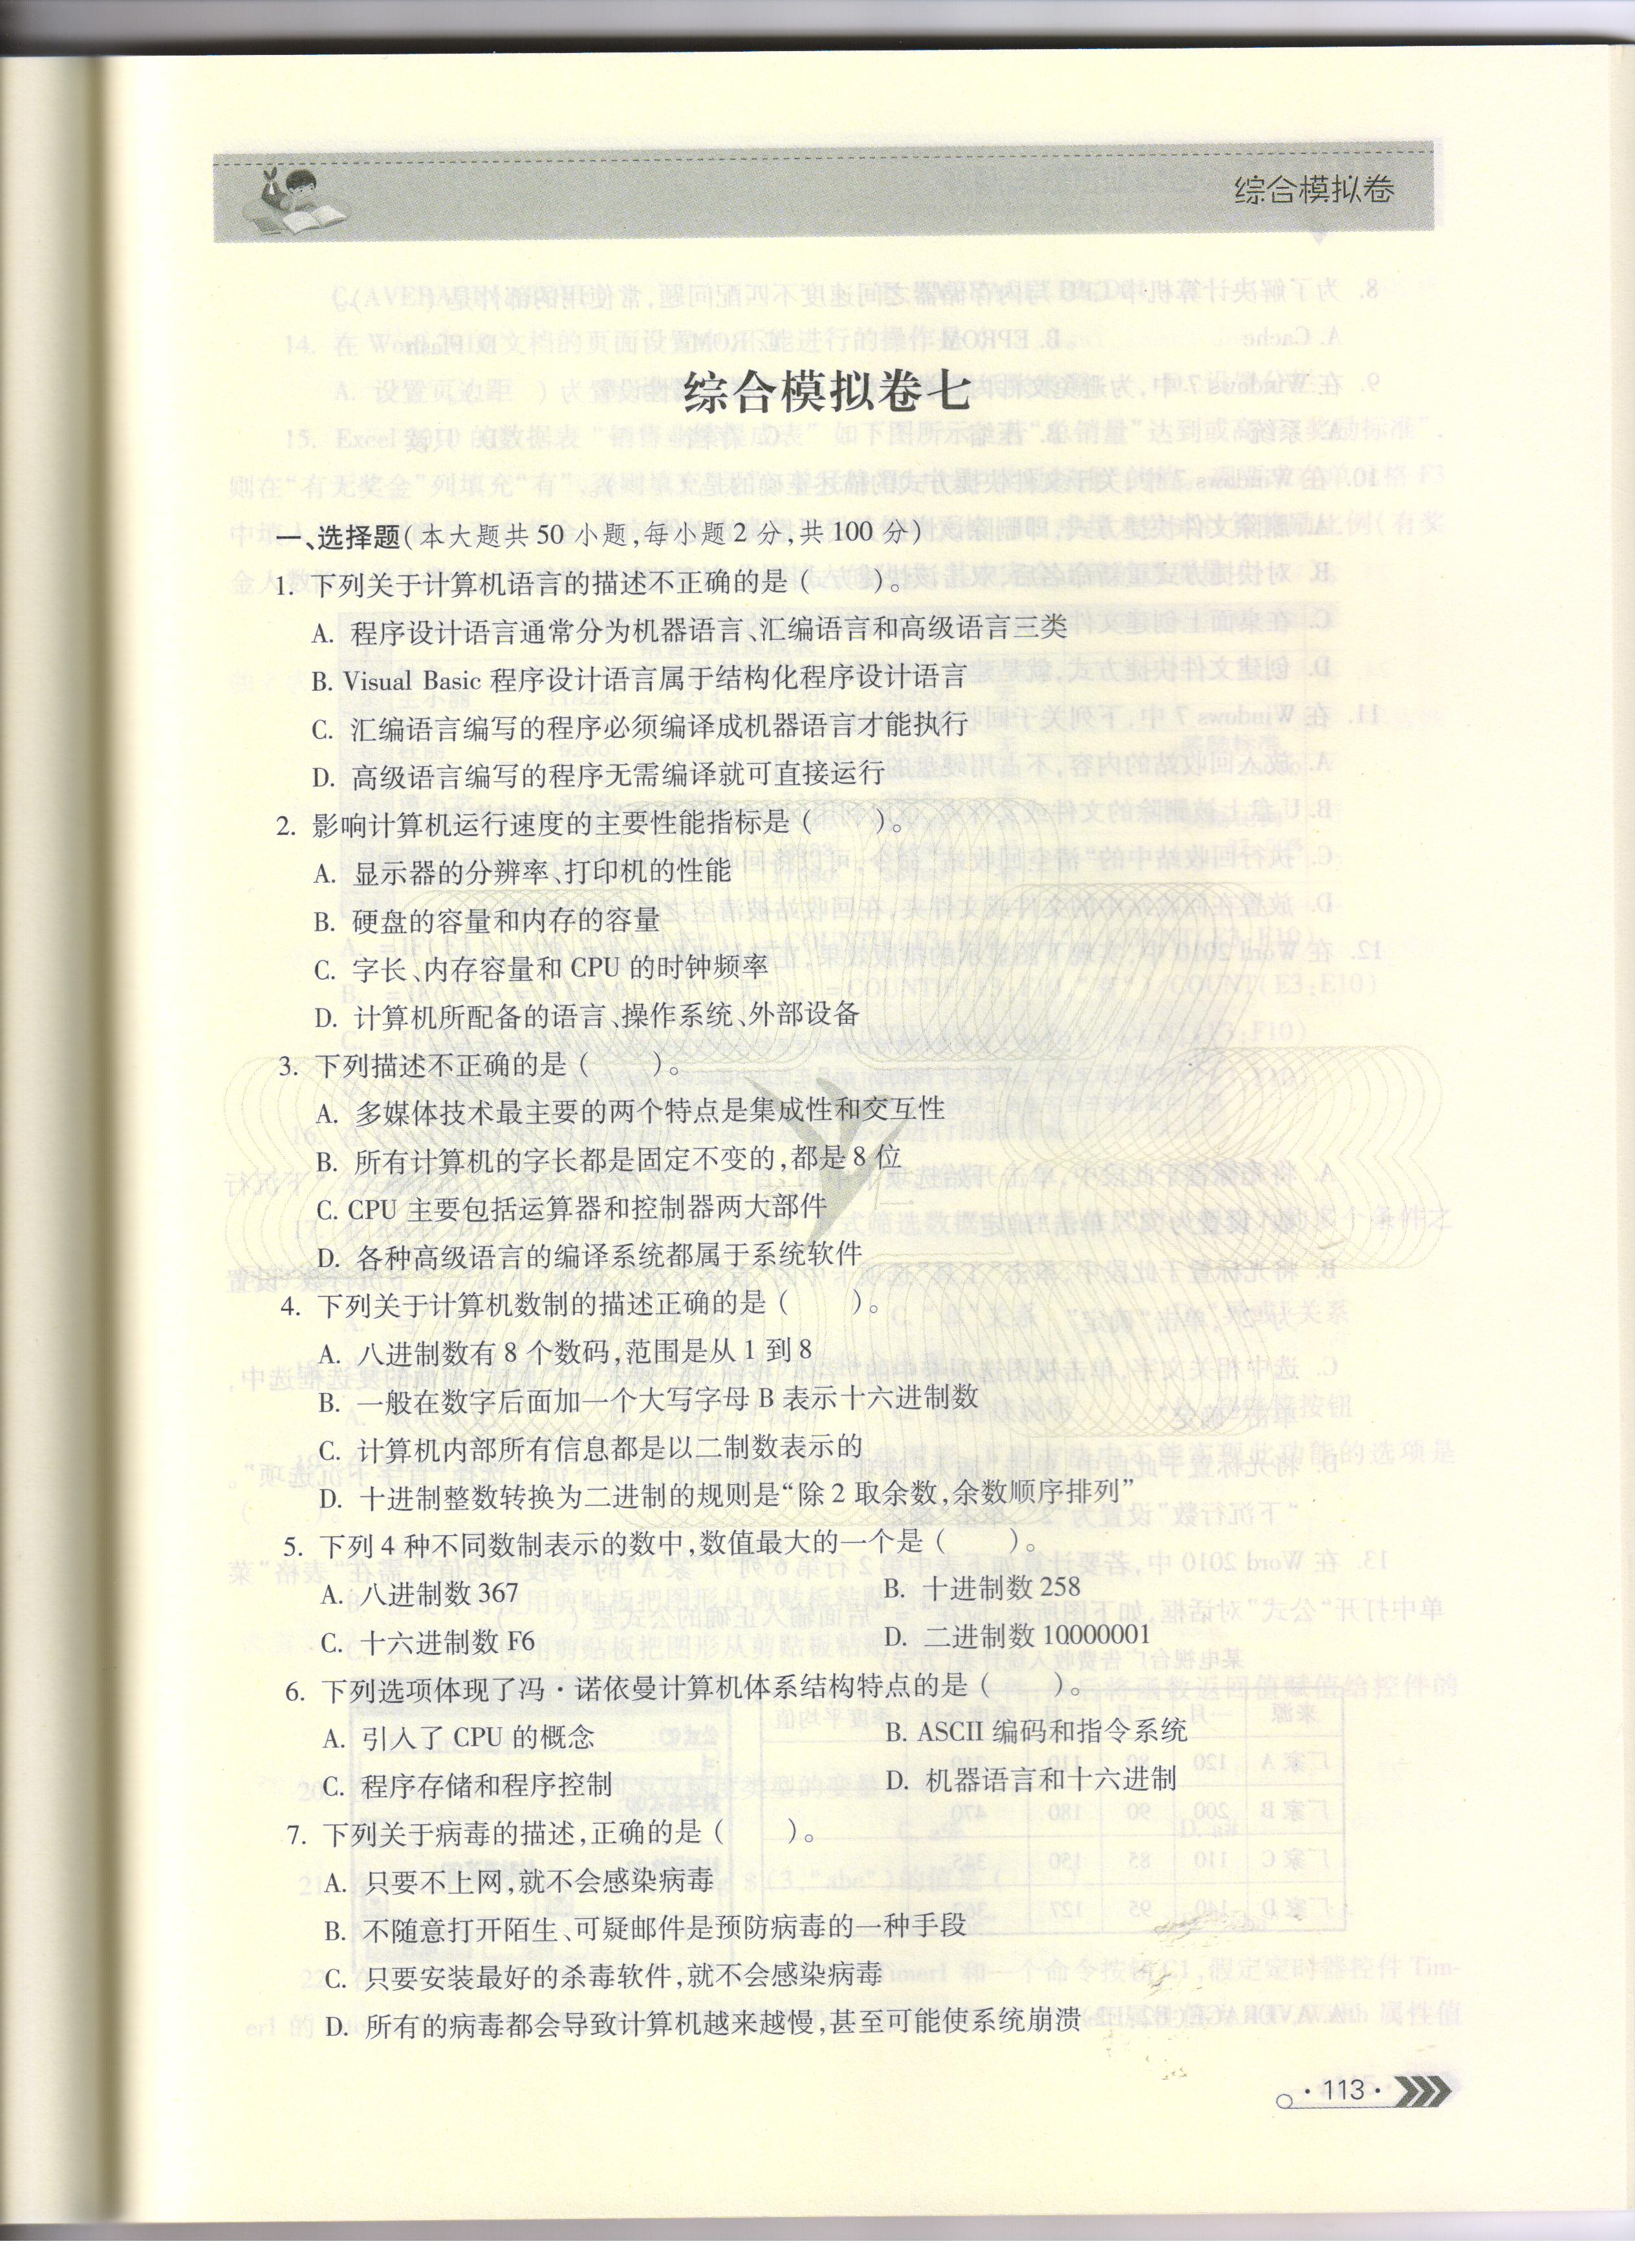 综合模拟卷
综合模拟卷七
一、选择题(本大题共50小题,每小题2分,共100分)
1. 下列关于计算机语言的描述不正确的是(　　)。
A. 程序设计语言通常分为机器语言、汇编语言和高级语言三类
B. Visual Basic 程序设计语言属于结构化程序设计语言
C. 汇编语言编写的程序必须编译成机器语言才能执行
D. 高级语言编写的程序无需编译就可直接运行
2. 影响计算机运行速度的主要性能指标是(　　)。
A. 显示器的分辨率、打印机的性能
B. 硬盘的容量和内存的容量
C. 字长、内存容量和 CPU 的时钟频率
D. 计算机所配备的语言、操作系统、外部设备
3. 下列描述不正确的是(　　)。
A. 多媒体技术最主要的两个特点是集成性和交互性
B. 所有计算机的字长都是固定不变的,都是8位
C. CPU 主要包括运算器和控制器两大部件
D. 各种高级语言的编译系统都属于系统软件
4. 下列关于计算机数制的描述正确的是(　　)。
A. 八进制数有8个数码,范围是从1到8
B. 一般在数字后面加一个大写字母 B 表示十六进制数
C. 计算机内部所有信息都是以二制数表示的
D. 十进制整数转换为二进制的规则是“除2取余数,余数顺序排列”
5. 下列4种不同数制表示的数中,数值最大的一个是(　　)。
A. 八进制数367　　B. 十进制数258
C. 十六进制数 F6　　D. 二进制数10000001
6. 下列选项体现了冯·诺依曼计算机体系结构特点的是(　　)。
A. 引入了 CPU 的概念　　B. ASCII 编码和指令系统
C. 程序存储和程序控制　　D. 机器语言和十六进制
7. 下列关于病毒的描述,正确的是(　　)。
A. 只要不上网,就不会感染病毒
B. 不随意打开陌生、可疑邮件是预防病毒的一种手段
C. 只要安装最好的杀毒软件,就不会感染病毒
D. 所有的病毒都会导致计算机越来越慢,甚至可能使系统崩溃
·113·